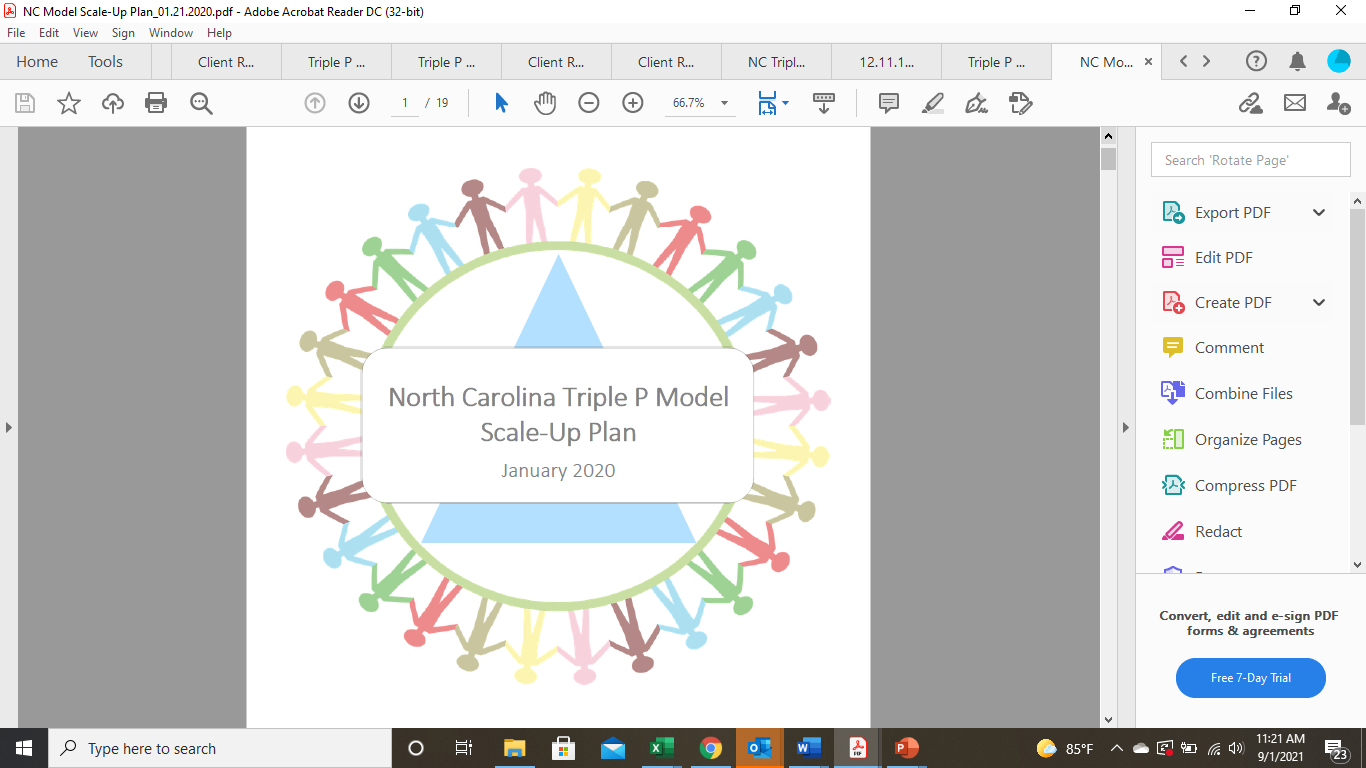 NC Model Scale-Up Plan_01.21.2020.pdf - Adobe Acrobat Reader DC (32-bit)
File Edit View Sign Window Help
Home Tools Client R... Triple P ... Triple P ... Client R... Client R... NC Tripl... 12.11.1... Triple P ... NC Mo...
1 / 19 66.7%
North Carolina Triple P Model
Scale-Up Plan
January 2020
Search 'Rotate Page'
Export PDF
Edit PDF
Create PDF
Comment
Combine Files
Organize Pages
Compress PDF
Redact
Convert, edit and e-sign PDF
forms & agreements
Free 7-Day Trial
Type here to search
85°F
11:21 AM
9/1/2021
23